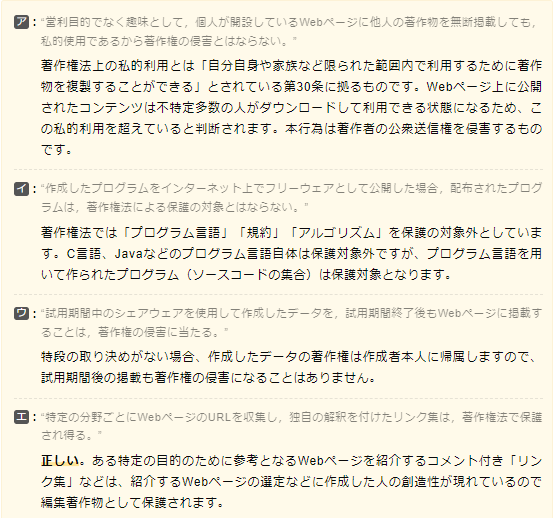 ア：“営利目的でなく趣味として，個人が開設しているWebページに他人の著作物を無断掲載しても，
私的使用であるから著作権の侵害とはならない。”
著作権法上の私的利用とは「自分自身や家族など限られた範囲内で利用するために著作
物を複製することができる」とされている第30条に拠るものです。Webページ上に公開
されたコンテンツは不特定多数の人がダウンロードして利用できる状態になるため、こ
の私的利用を超えていると判断されます。本行為は著作者の公衆送信権を侵害するもの
です。
イ：“作成したプログラムをインターネット上でフリーウェアとして公開した場合，配布されたプログ
ラムは，著作権法による保護の対象とはならない。”
著作権法では「プログラム言語」「規約」「アルゴリズム」を保護の対象外としていま
す。C言語、Javaなどのプログラム言語自体は保護対象外ですが、プログラム言語を用
いて作られたプログラム（ソースコードの集合）は保護対象となります。
ウ：“試用期間中のシェアウェアを使用して作成したデータを，試用期間終了後もWebページに掲載す
ることは，著作権の侵害に当たる。”
特段の取り決めがない場合、作成したデータの著作権は作成者本人に帰属しますので、
試用期間後の掲載も著作権の侵害になることはありません。
エ：“特定の分野ごとにWebページのURLを収集し，独自の解釈を付けたリンク集は，著作権法で保護
され得る。”
正しい。ある特定の目的のために参考となるWebページを紹介するコメント付き「リン
ク集」などは、紹介するWebページの選定などに作成した人の創造性が現れているので
編集著作物として保護されます。